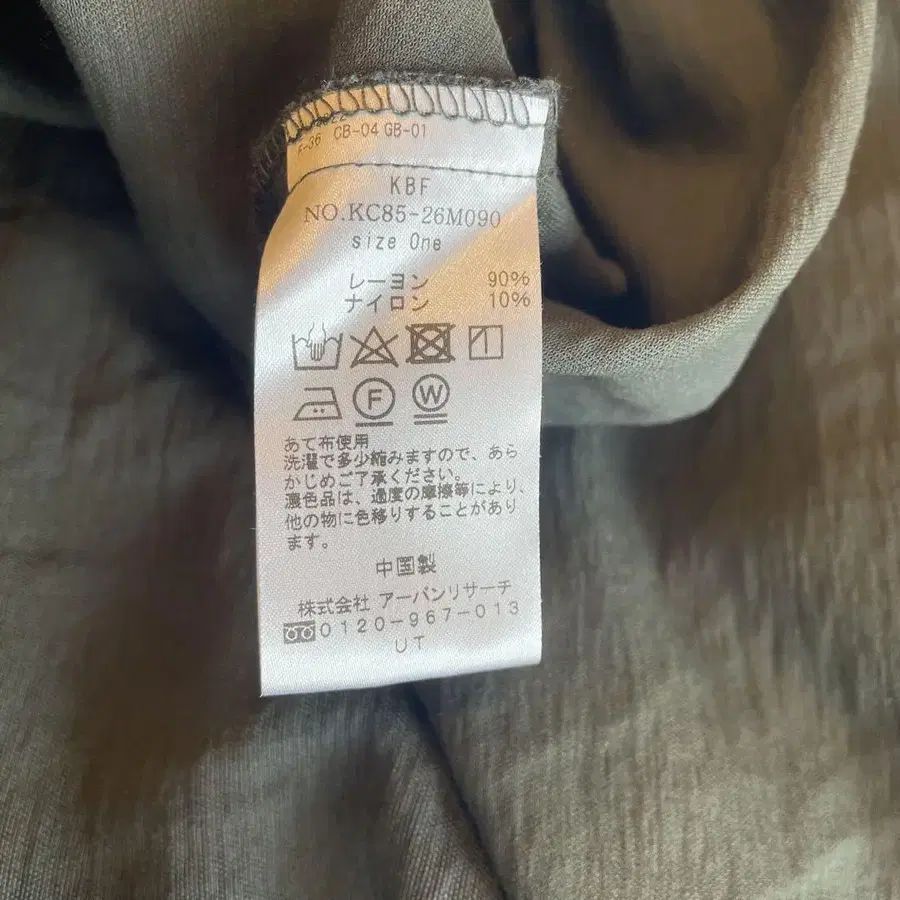 CB-04 GB-01
KBF
NO.KC85-26M090
size One
レーヨン 90%
ナイロン 10%
F
W
あて布使用
洗濯で多少縮みますので、あら
かじめご了承ください。
濃色品は、過度の摩擦等により、
他の物に色移りすることがあり
ます。
中国製
株式会社 アーバンリサーチ
0120-967-013
UT